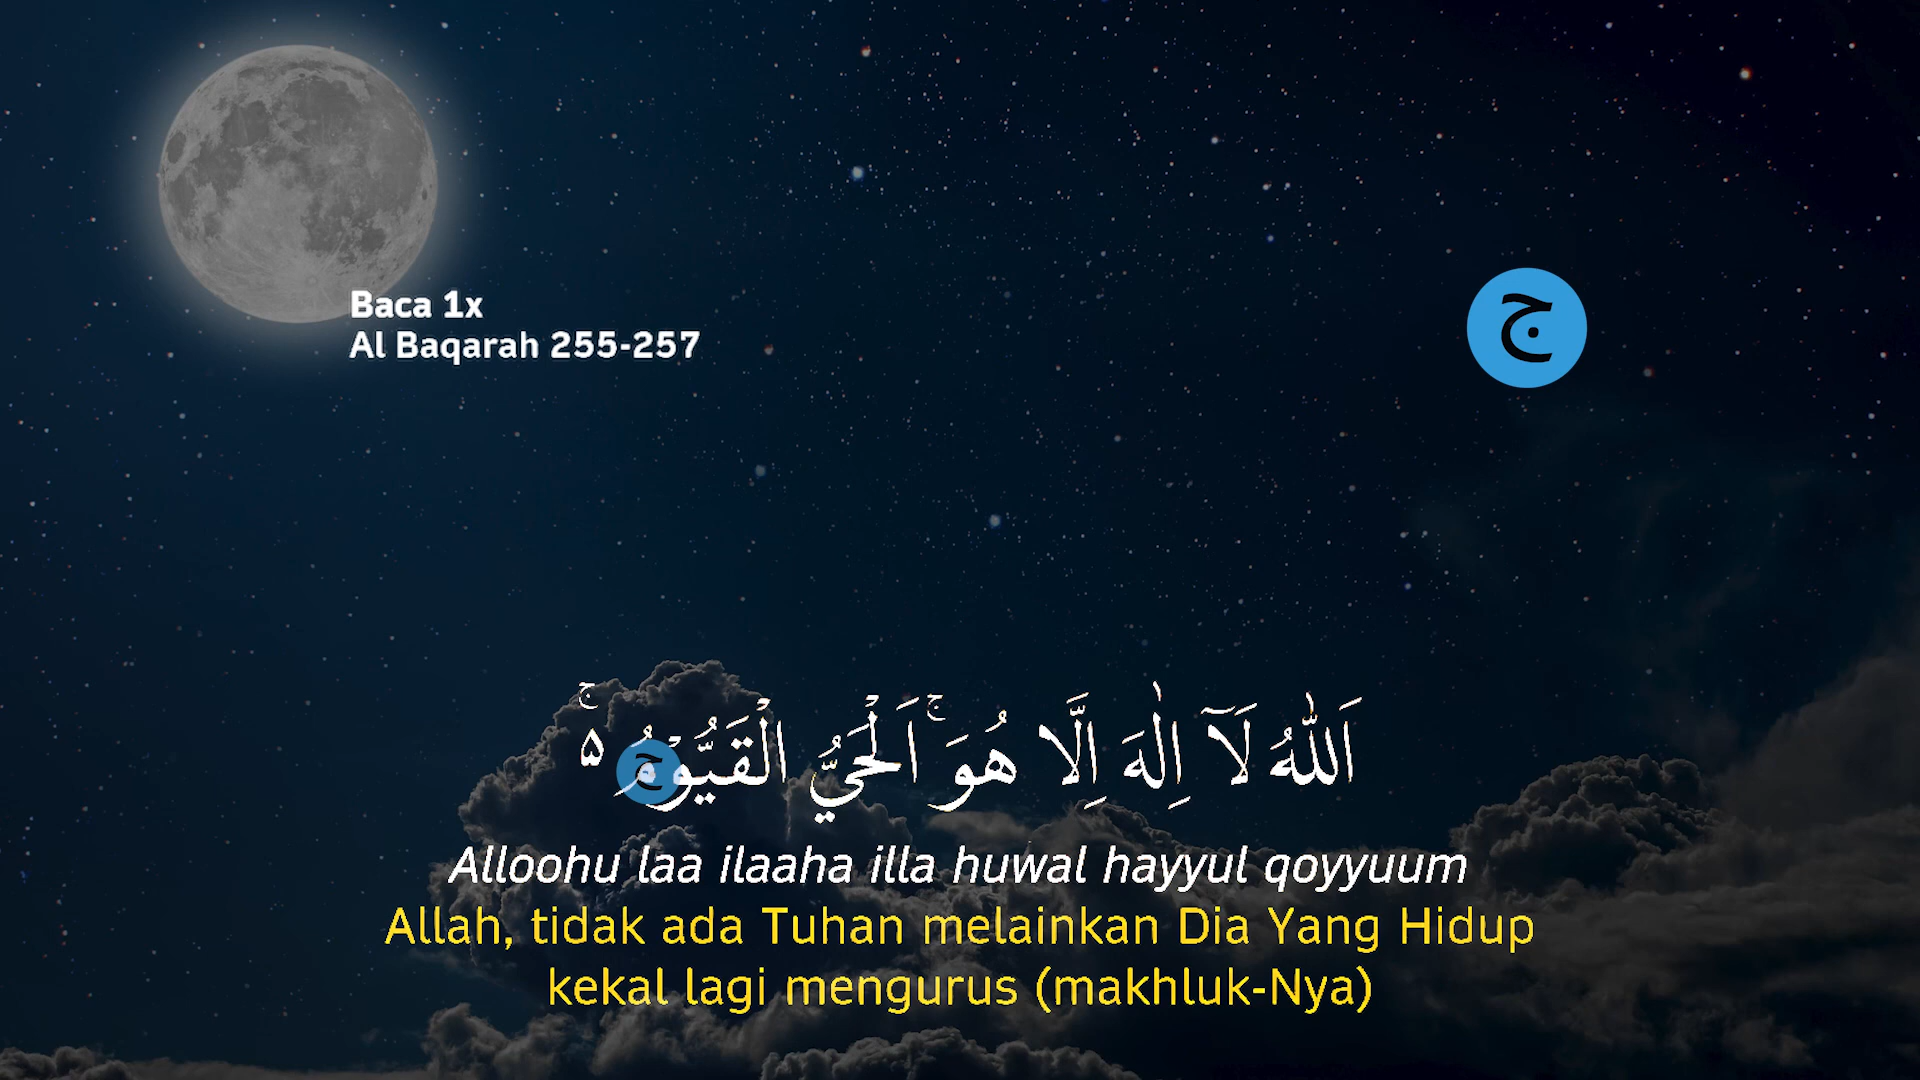 Baca 1x
Al Baqarah 255-257
ج
اَللّٰهُ لَآ اِلٰهَ اِلَّا هُوَۚ اَلْحَيُّ الْقَيُّوْمُ ەۚ
ج
Alloohu laa ilaaha illa huwal hayyul qoyyuum
Allah, tidak ada Tuhan melainkan Dia Yang Hidup
kekal lagi mengurus (makhluk-Nya)